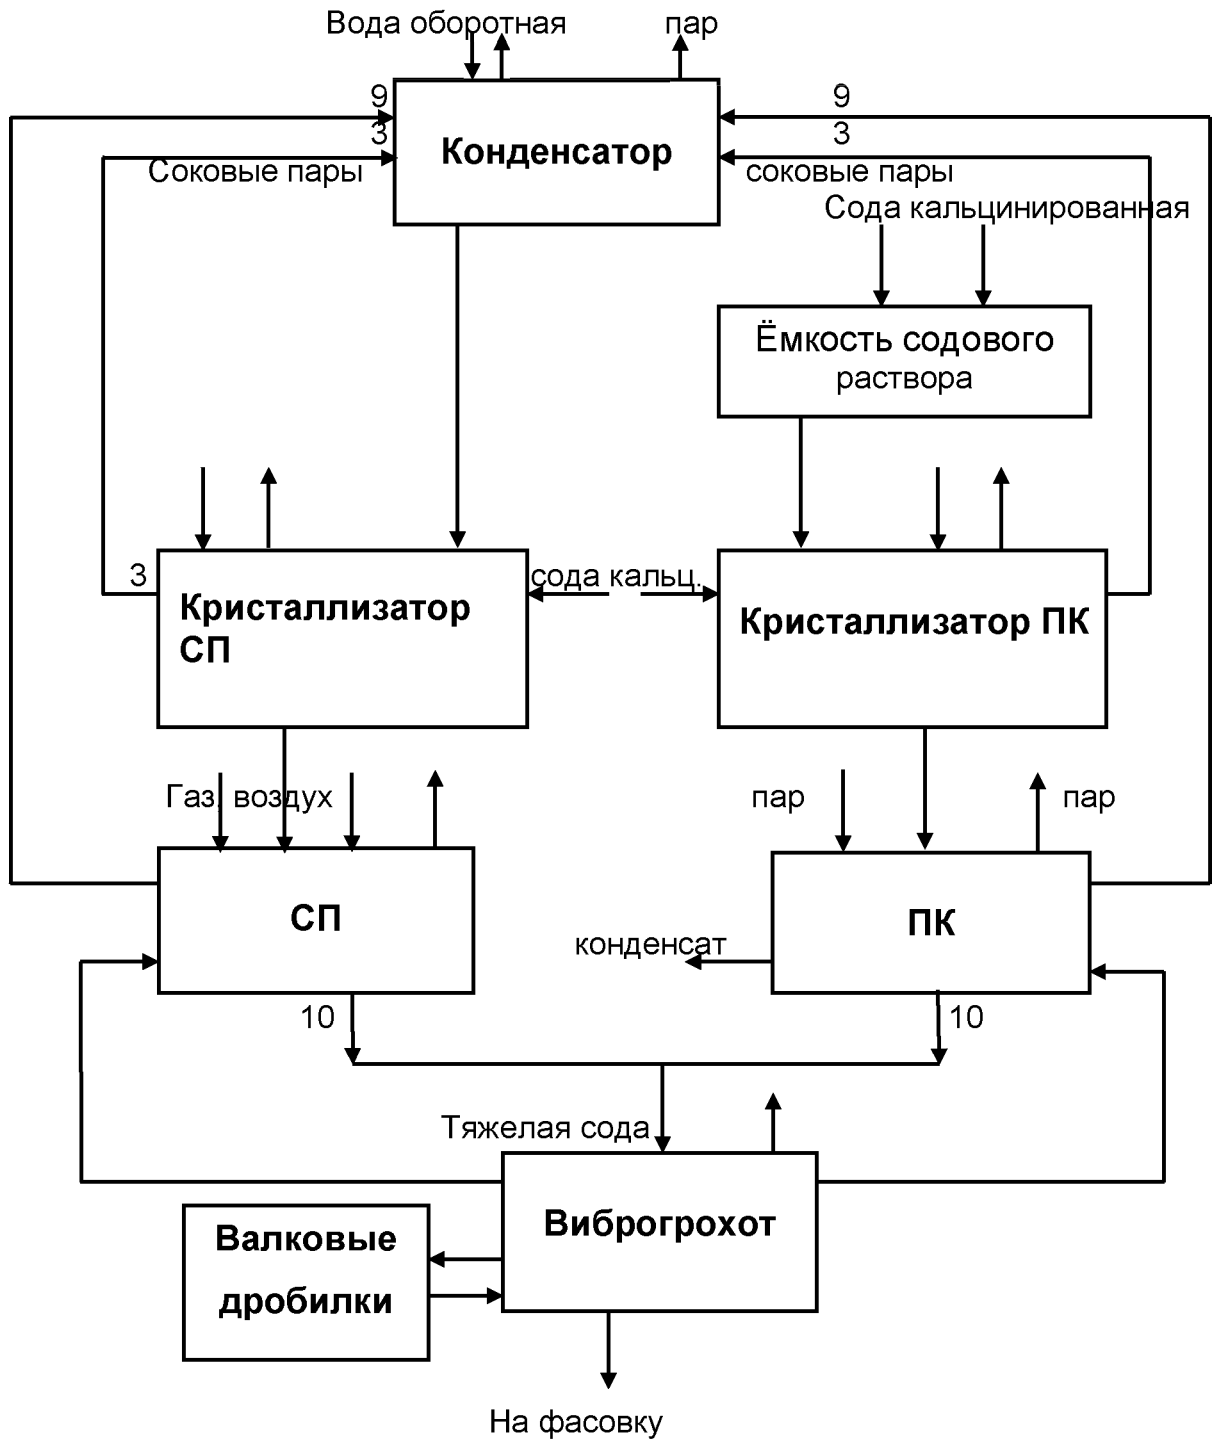 Вода оборотная
пар
9
9
3
3
Конденсатор
Соковые пары
соковые пары
Сода кальцинированная
Ёмкость содового
раствора
3
сода кальц.
Кристаллизатор
СП
Кристаллизатор ПК
Газ, воздух
пар
пар
СП
ПК
конденсат
10
10
Тяжелая сода
Виброгрохот
Валковые
дробилки
На фасовку